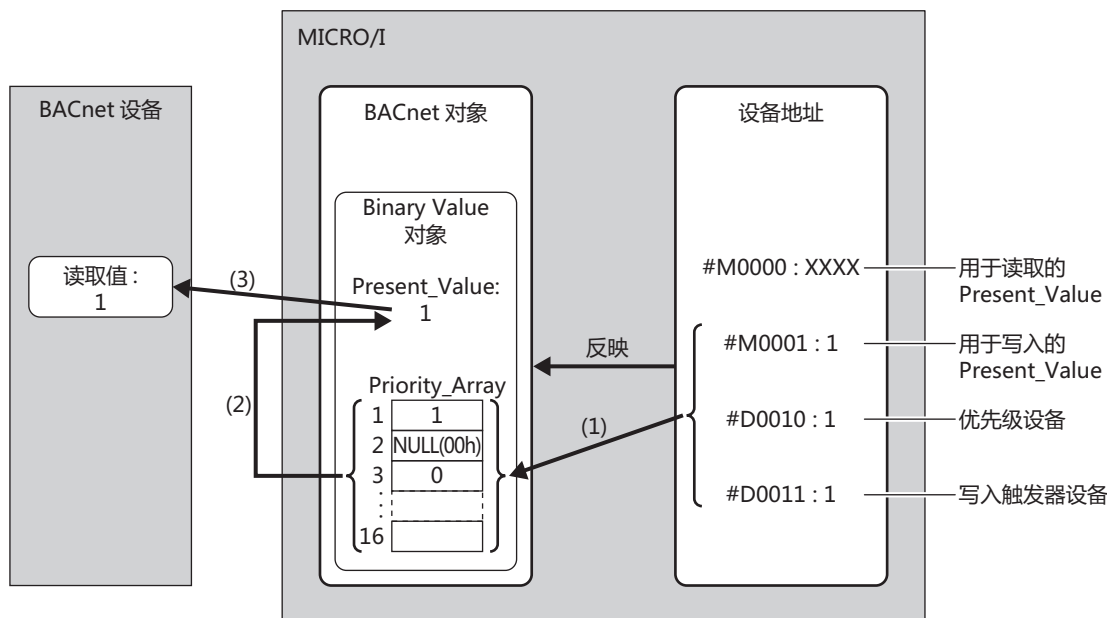 MICRO/I
BACnet 设备
BACnet 对象
设备地址
Binary Value
对象
读取值 :
1
(3)
Present_Value:
1
#M0000 : XXXX
用于读取的
Present_Value
反映
#M0001 : 1
用于写入的
Present_Value
(2)
Priority_Array
1 1
2 NULL(00h)
3 0
:
16
(1)
#D0010 : 1
优先级设备
#D0011 : 1
写入触发器设备